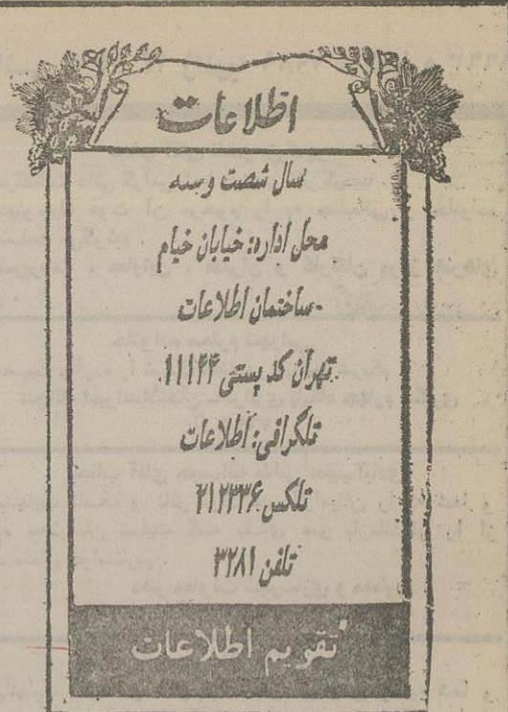 اطلاعات
سال شصت و سه
محل اداره: خیابان خیام
-ساختمان اطلاعات
تهران کد پستی ۱۱۱۴۴
تلگرافی: اطلاعات
تلکس ۲۱۲۳۳۶
تلفن ۳۲۸۱
تقویم اطلاعات